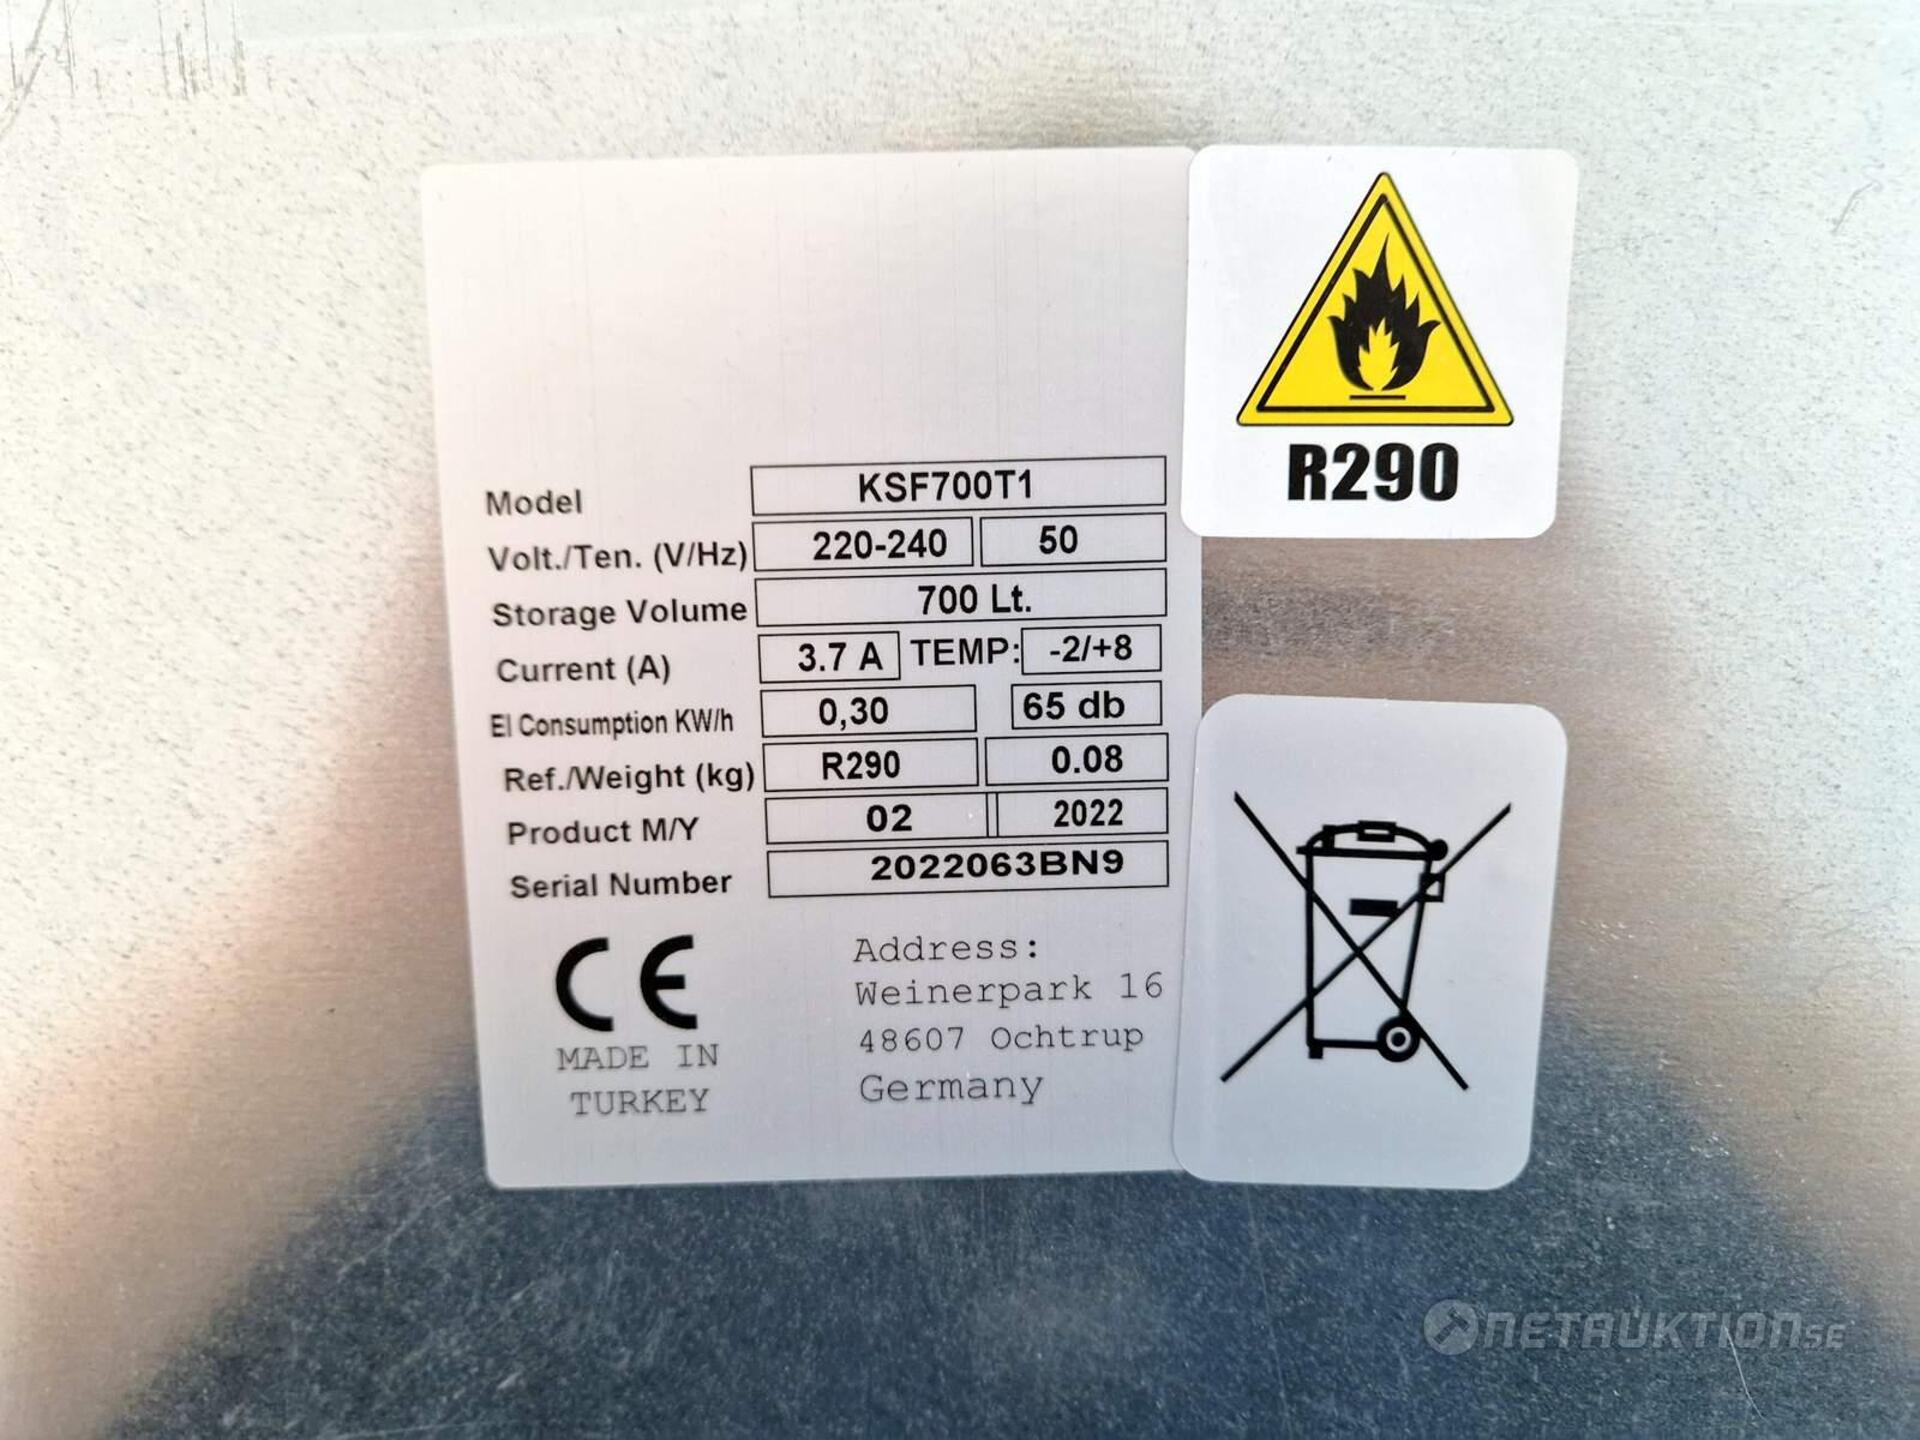 R290
Model KSF700T1
Volt./Ten. (V/Hz) 220-240 50
Storage Volume 700 Lt.
Current (A) 3.7 A TEMP: -2/+8
El Consumption KW/h 0,30 65 db
Ref./Weight (kg) R290 0.08
Product M/Y 02 2022
Serial Number 2022063BN9
CE
MADE IN
TURKEY
Address:
Weinerpark 16
48607 Ochtrup
Germany
NETAUKTION.SE